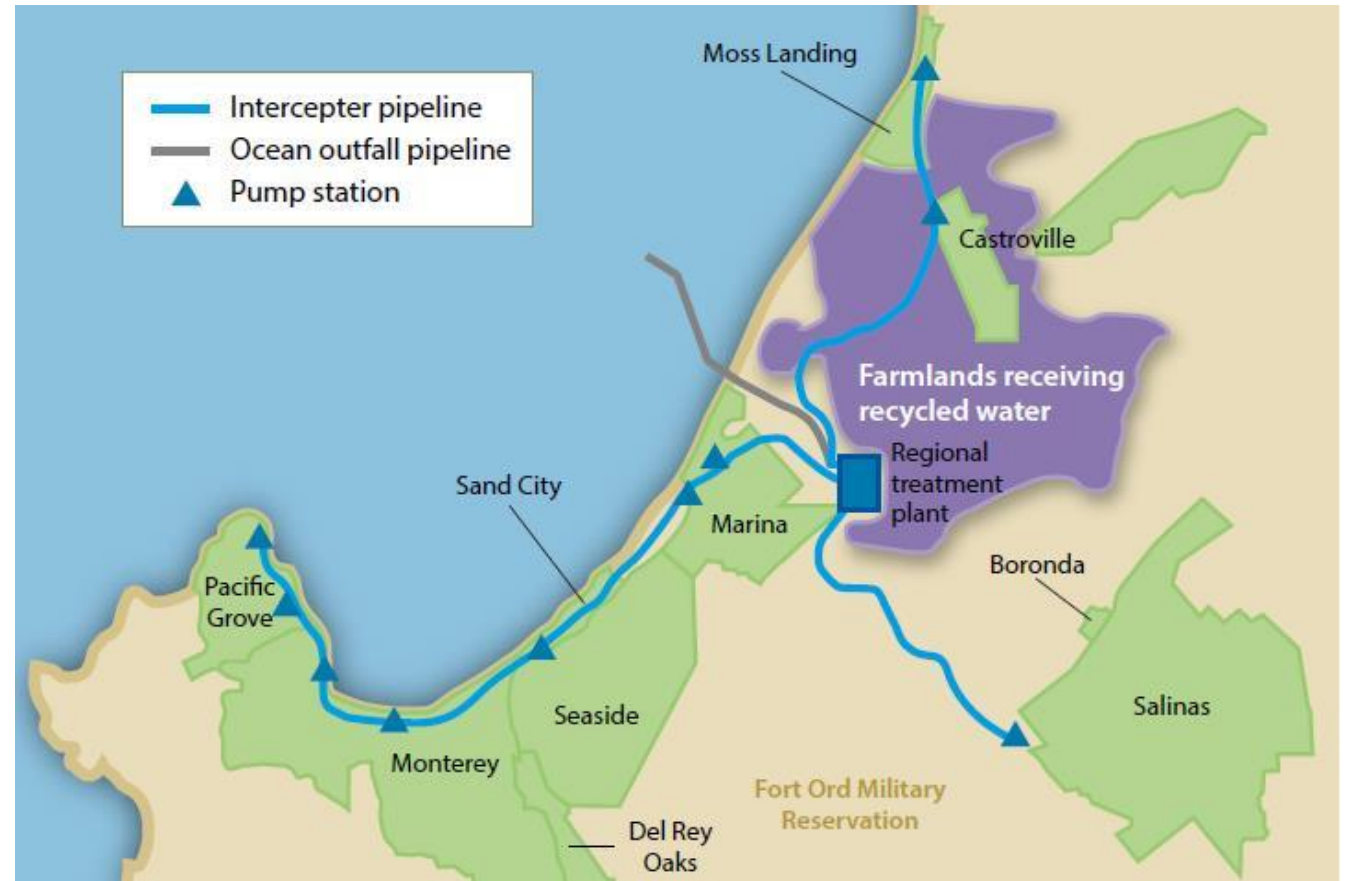 Intercepter pipeline
Ocean outfall pipeline
Pump station
Moss Landing
Castroville
Farmlands receiving
recycled water
Regional
treatment
plant
Sand City
Marina
Boronda
Pacific
Grove
Salinas
Seaside
Monterey
Fort Ord Military
Reservation
Del Rey
Oaks